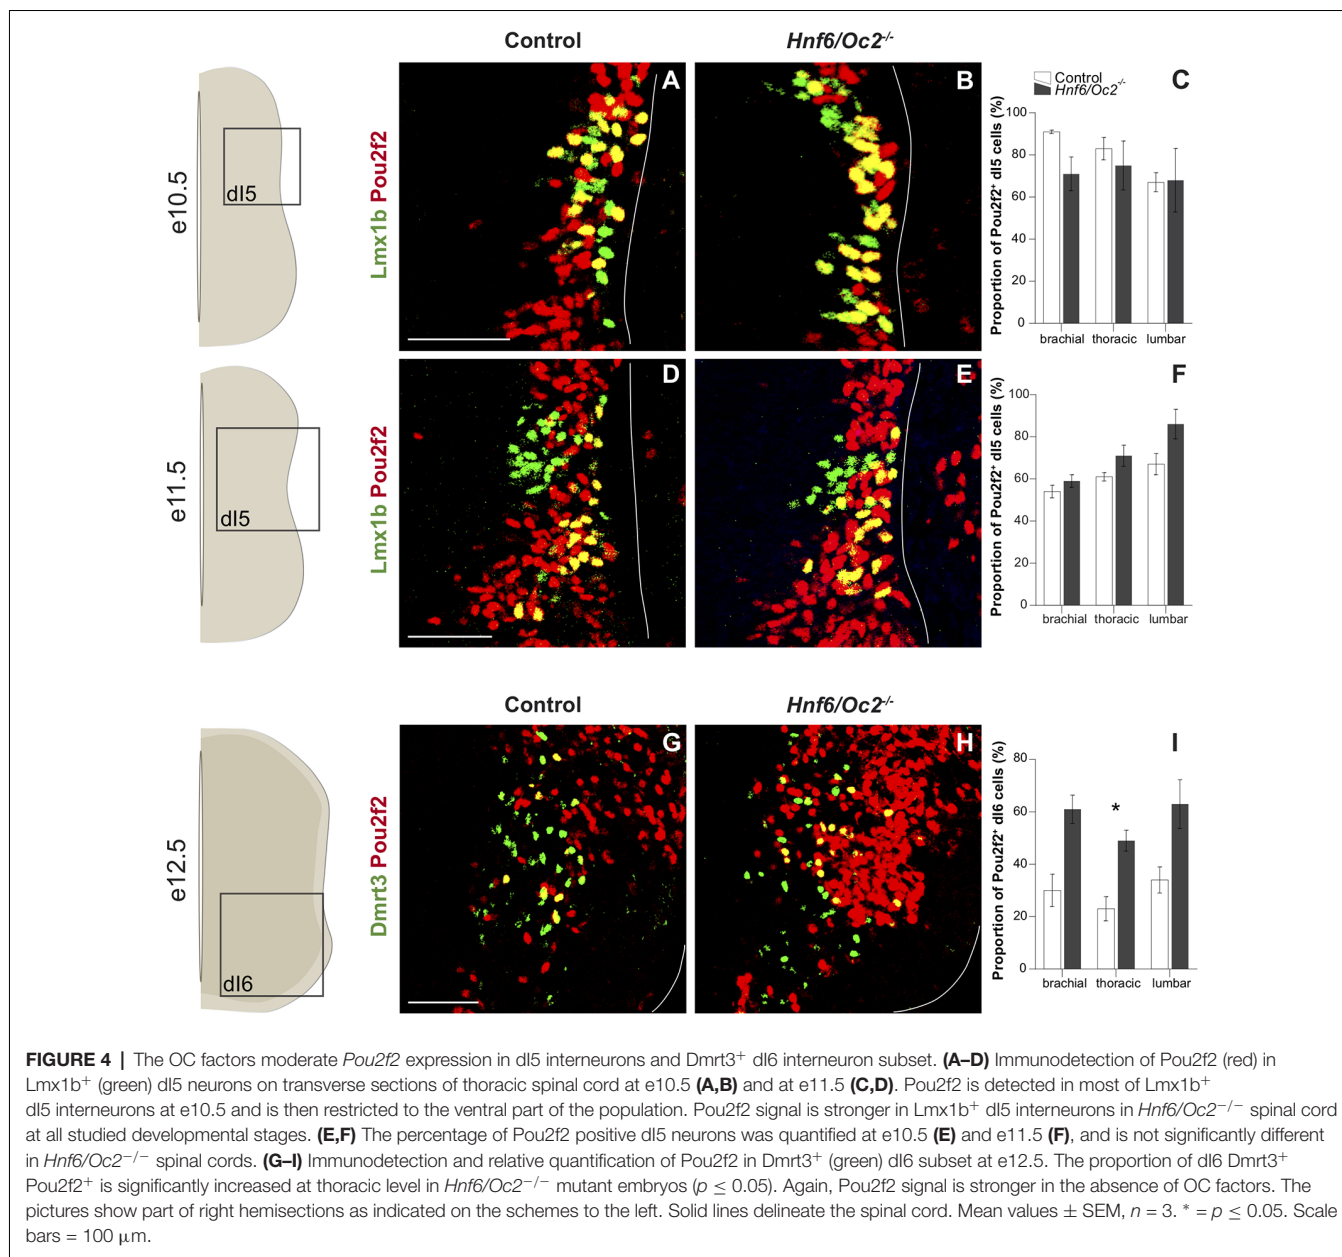 Control
Hnf6/Oc2-/-
e10.5
dI5
Lmx1b Pou2f2
A
B
C
Control
Hnf6/Oc2-/-
Proportion of Pou2f2+ dI5 cells (%)
100
80
60
40
20
0
brachial thoracic lumbar
e11.5
dI5
Lmx1b Pou2f2
D
E
F
Proportion of Pou2f2+ dI5 cells (%)
100
80
60
40
20
0
brachial thoracic lumbar
Control
Hnf6/Oc2-/-
e12.5
dI6
Dmrt3 Pou2f2
G
H
I
Proportion of Pou2f2+ dI6 cells (%)
80
60
40
20
0
*
brachial thoracic lumbar
FIGURE 4 | The OC factors moderate Pou2f2 expression in dI5 interneurons and Dmrt3+ dI6 interneuron subset. (A–D) Immunodetection of Pou2f2 (red) in
Lmx1b+ (green) dI5 neurons on transverse sections of thoracic spinal cord at e10.5 (A,B) and at e11.5 (C,D). Pou2f2 is detected in most of Lmx1b+
dI5 interneurons at e10.5 and is then restricted to the ventral part of the population. Pou2f2 signal is stronger in Lmx1b+ dI5 interneurons in Hnf6/Oc2−/− spinal cord
at all studied developmental stages. (E,F) The percentage of Pou2f2 positive dI5 neurons was quantified at e10.5 (E) and e11.5 (F), and is not significantly different
in Hnf6/Oc2−/− spinal cords. (G–I) Immunodetection and relative quantification of Pou2f2 in Dmrt3+ (green) dI6 subset at e12.5. The proportion of dI6 Dmrt3+
Pou2f2+ is significantly increased at thoracic level in Hnf6/Oc2−/− mutant embryos (p ≤ 0.05). Again, Pou2f2 signal is stronger in the absence of OC factors. The
pictures show part of right hemisections as indicated on the schemes to the left. Solid lines delineate the spinal cord. Mean values ± SEM, n = 3. * = p ≤ 0.05. Scale
bars = 100 μm.